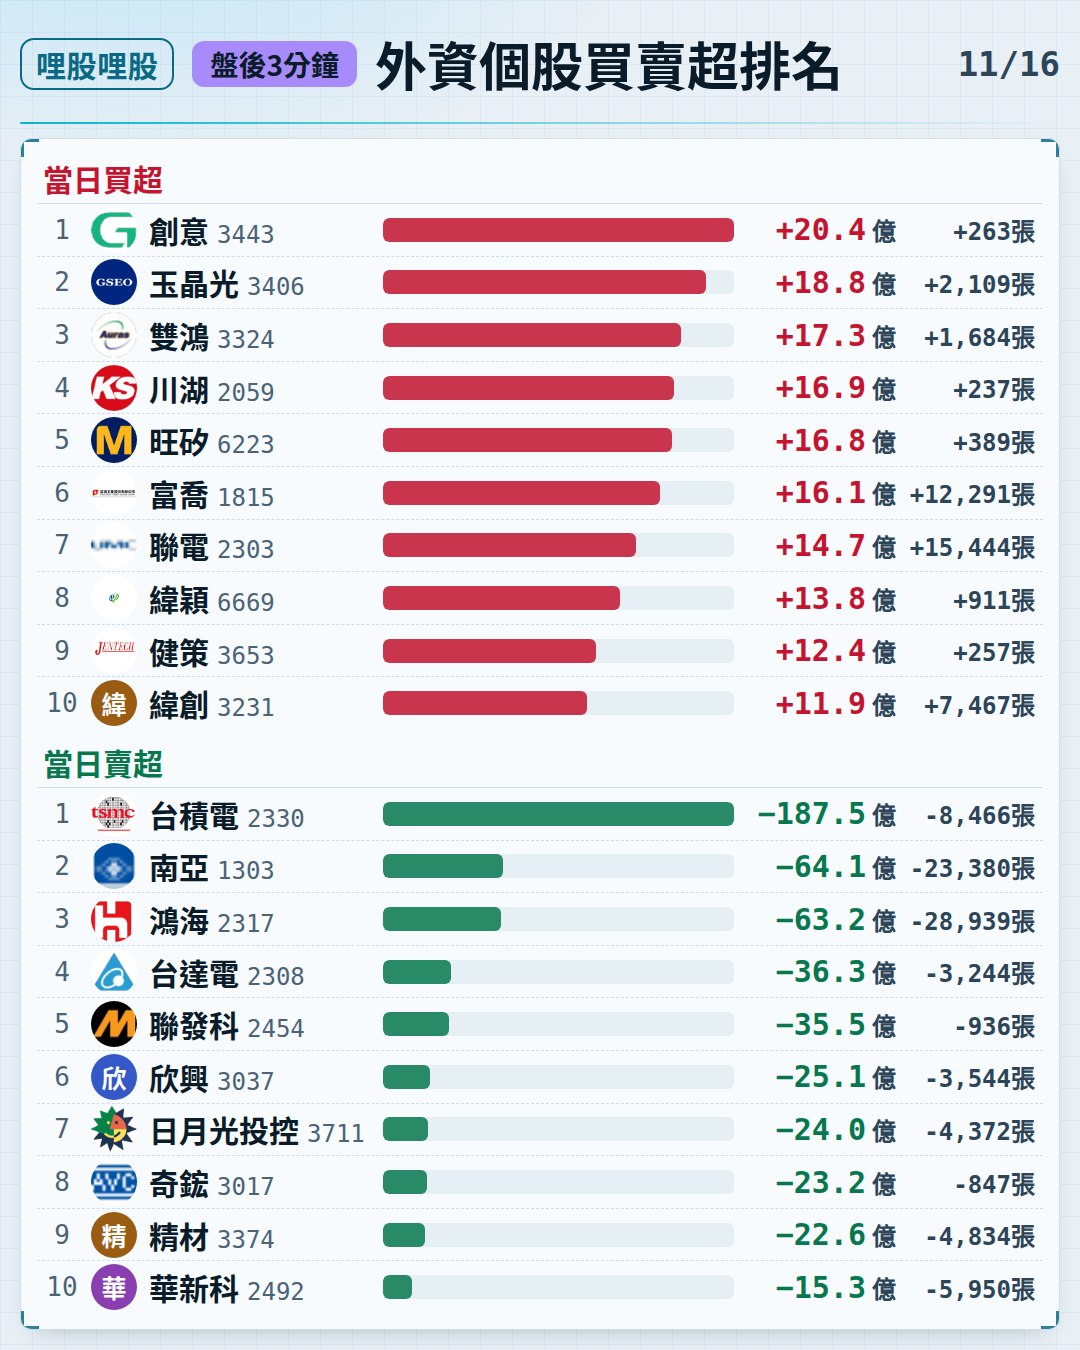 哩股哩股 盤後3分鐘 外資個股買賣超排名 11/16
當日買超
1 創意 3443 +20.4 億 +263張
2 GSEO 玉晶光 3406 +18.8 億 +2,109張
3 Auras 雙鴻 3324 +17.3 億 +1,684張
4 KS 川湖 2059 +16.9 億 +237張
5 M 旺矽 6223 +16.8 億 +389張
6 富喬 1815 +16.1 億 +12,291張
7 UMC 聯電 2303 +14.7 億 +15,444張
8 緯穎 6669 +13.8 億 +911張
9 JENTECH 健策 3653 +12.4 億 +257張
10 緯 緯創 3231 +11.9 億 +7,467張
當日賣超
1 tsmc 台積電 2330 −187.5 億 -8,466張
2 南亞 1303 −64.1 億 -23,380張
3 鴻海 2317 −63.2 億 -28,939張
4 台達電 2308 −36.3 億 -3,244張
5 聯發科 2454 −35.5 億 -936張
6 欣 欣興 3037 −25.1 億 -3,544張
7 日月光投控 3711 −24.0 億 -4,372張
8 AVC 奇鋐 3017 −23.2 億 -847張
9 精 精材 3374 −22.6 億 -4,834張
10 華 華新科 2492 −15.3 億 -5,950張